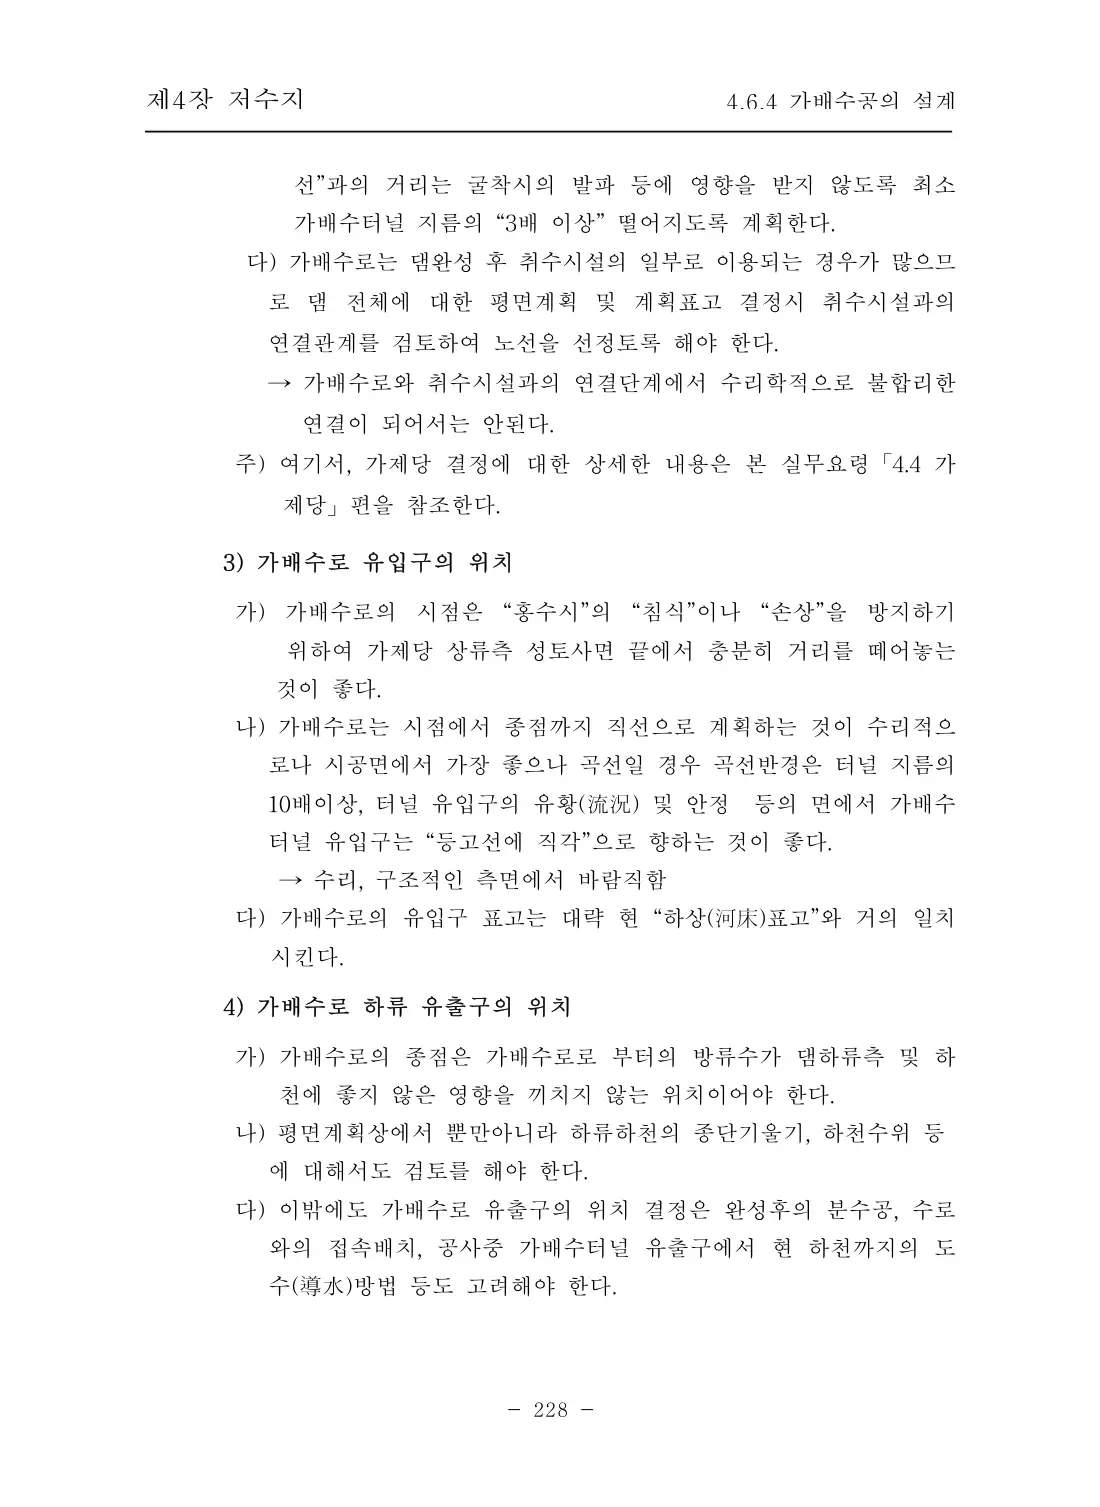 제4장 저수지
4.6.4 가배수공의 설계
선”과의 거리는 굴착시의 발파 등에 영향을 받지 않도록 최소
가배수터널 지름의 “3배 이상” 떨어지도록 계획한다.
다) 가배수로는 댐완성 후 취수시설의 일부로 이용되는 경우가 많으므
로 댐 전체에 대한 평면계획 및 계획표고 결정시 취수시설과의
연결관계를 검토하여 노선을 선정토록 해야 한다.
→ 가배수로와 취수시설과의 연결단계에서 수리학적으로 불합리한
연결이 되어서는 안된다.
주) 여기서, 가제당 결정에 대한 상세한 내용은 본 실무요령「4.4 가
제당」편을 참조한다.
3) 가배수로 유입구의 위치
가) 가배수로의 시점은 “홍수시”의 “침식”이나 “손상”을 방지하기
위하여 가제당 상류측 성토사면 끝에서 충분히 거리를 떼어놓는
것이 좋다.
나) 가배수로는 시점에서 종점까지 직선으로 계획하는 것이 수리적으
로나 시공면에서 가장 좋으나 곡선일 경우 곡선반경은 터널 지름의
10배이상, 터널 유입구의 유황(流況) 및 안정 등의 면에서 가배수
터널 유입구는 “등고선에 직각”으로 향하는 것이 좋다.
→ 수리, 구조적인 측면에서 바람직함
다) 가배수로의 유입구 표고는 대략 현 “하상(河床)표고”와 거의 일치
시킨다.
4) 가배수로 하류 유출구의 위치
가) 가배수로의 종점은 가배수로로 부터의 방류수가 댐하류측 및 하
천에 좋지 않은 영향을 끼치지 않는 위치이어야 한다.
나) 평면계획상에서 뿐만아니라 하류하천의 종단기울기, 하천수위 등
에 대해서도 검토를 해야 한다.
다) 이밖에도 가배수로 유출구의 위치 결정은 완성후의 분수공, 수로
와의 접속배치, 공사중 가배수터널 유출구에서 현 하천까지의 도
수(導水)방법 등도 고려해야 한다.
- 228 -